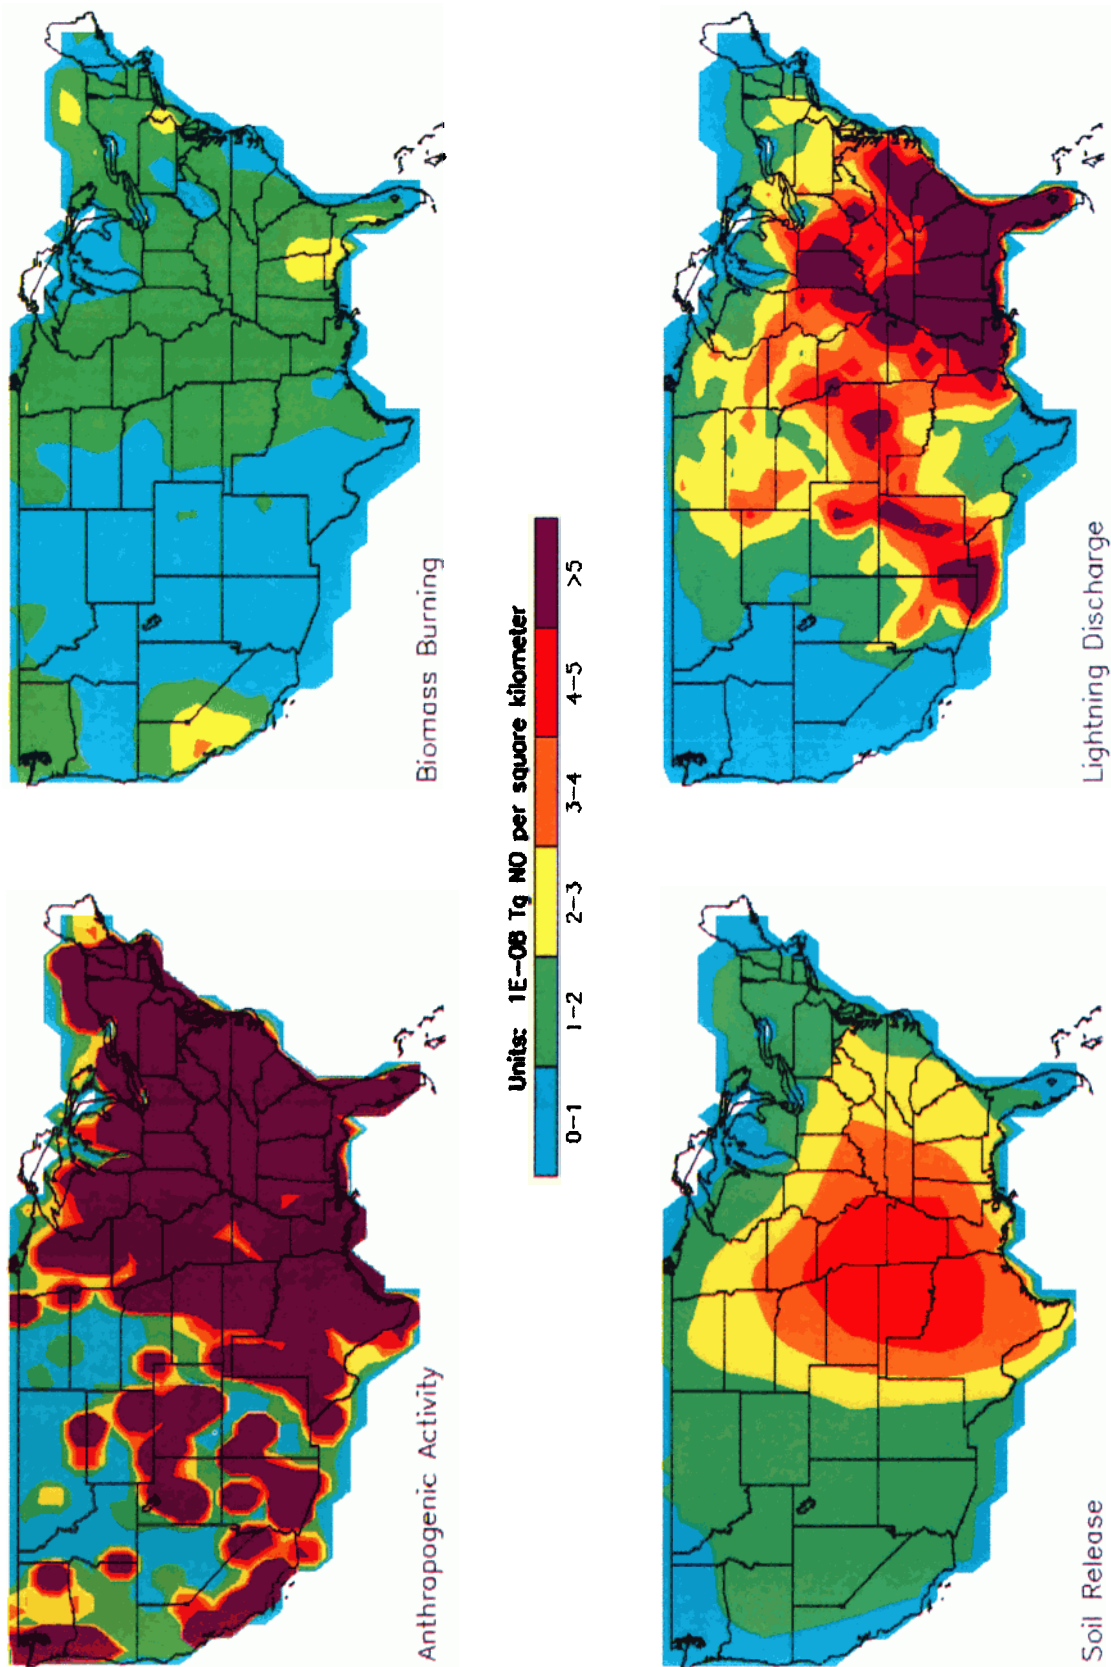 Anthropogenic Activity
Biomass Burning
Units: 1E-08 Tg NO per square kilometer
0-1 1-2 2-3 3-4 4-5 >5
Soil Release
Lightning Discharge